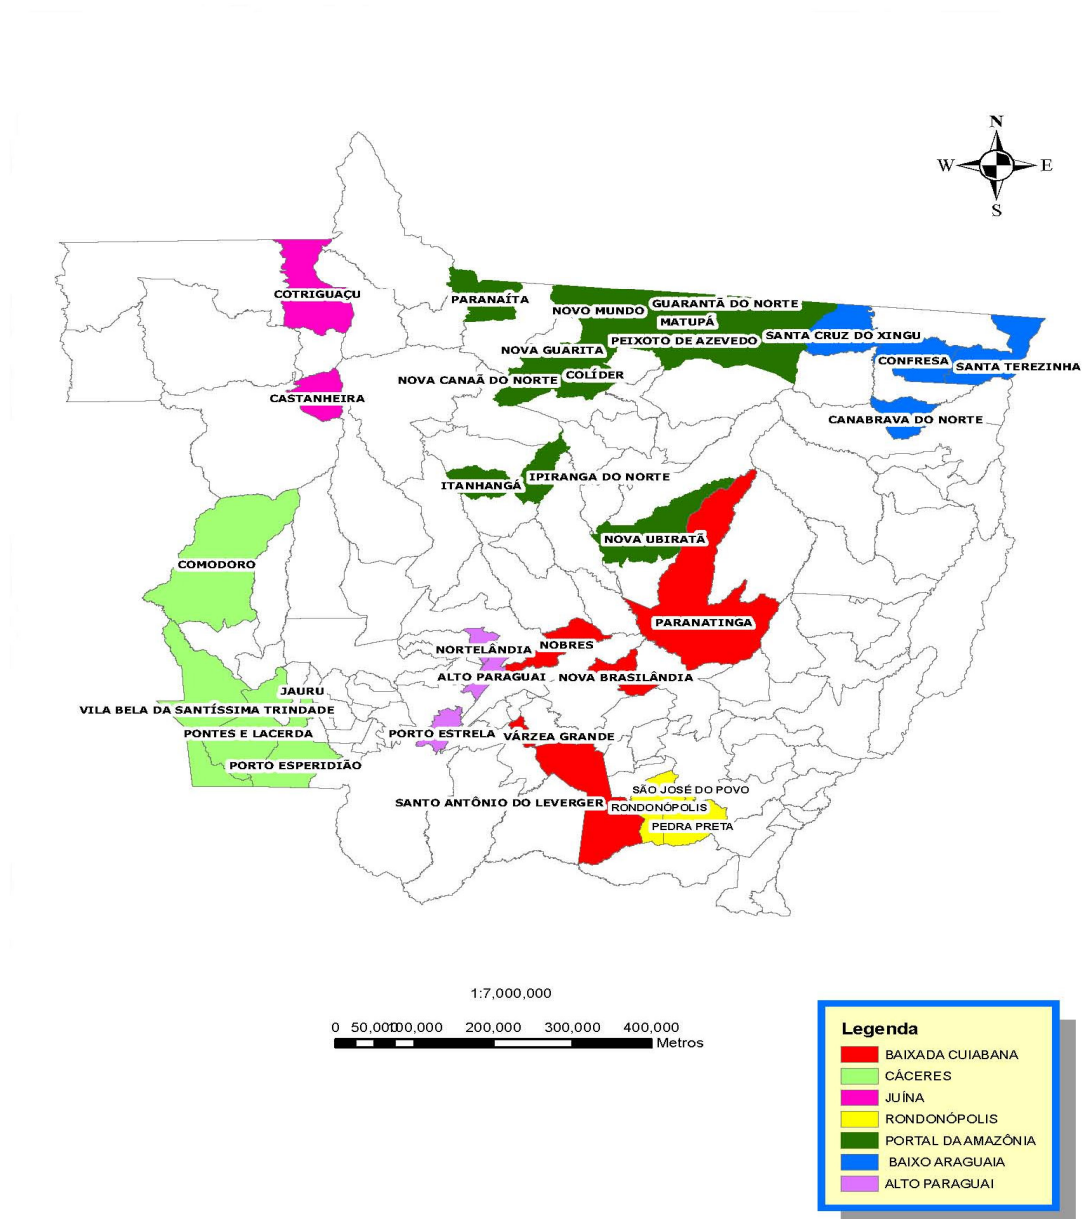 N
W E
S
COTRIGUAÇU
PARANAÍTA
GUARANTÃ DO NORTE
NOVO MUNDO
MATUPÁ
SANTA CRUZ DO XINGU
PEIXOTO DE AZEVEDO
NOVA GUARITA
CONFRESA
SANTA TEREZINHA
COLÍDER
NOVA CANAÃ DO NORTE
CASTANHEIRA
CANABRAVA DO NORTE
IPIRANGA DO NORTE
ITANHANGÁ
NOVA UBIRATÃ
COMODORO
PARANATINGA
NOBRES
NORTELÂNDIA
ALTO PARAGUAI
NOVA BRASILÂNDIA
JAURU
VILA BELA DA SANTÍSSIMA TRINDADE
PONTES E LACERDA
PORTO ESTRELA
VÁRZEA GRANDE
PORTO ESPERIDIÃO
SÃO JOSÉ DO POVO
SANTO ANTÔNIO DO LEVERGER
RONDONÓPOLIS
PEDRA PRETA
1:7,000,000
0 50,000 100,000 200,000 300,000 400,000
Metros
Legenda
BAIXADA CUIABANA
CÁCERES
JUÍNA
RONDONÓPOLIS
PORTAL DA AMAZÔNIA
BAIXO ARAGUAIA
ALTO PARAGUAI